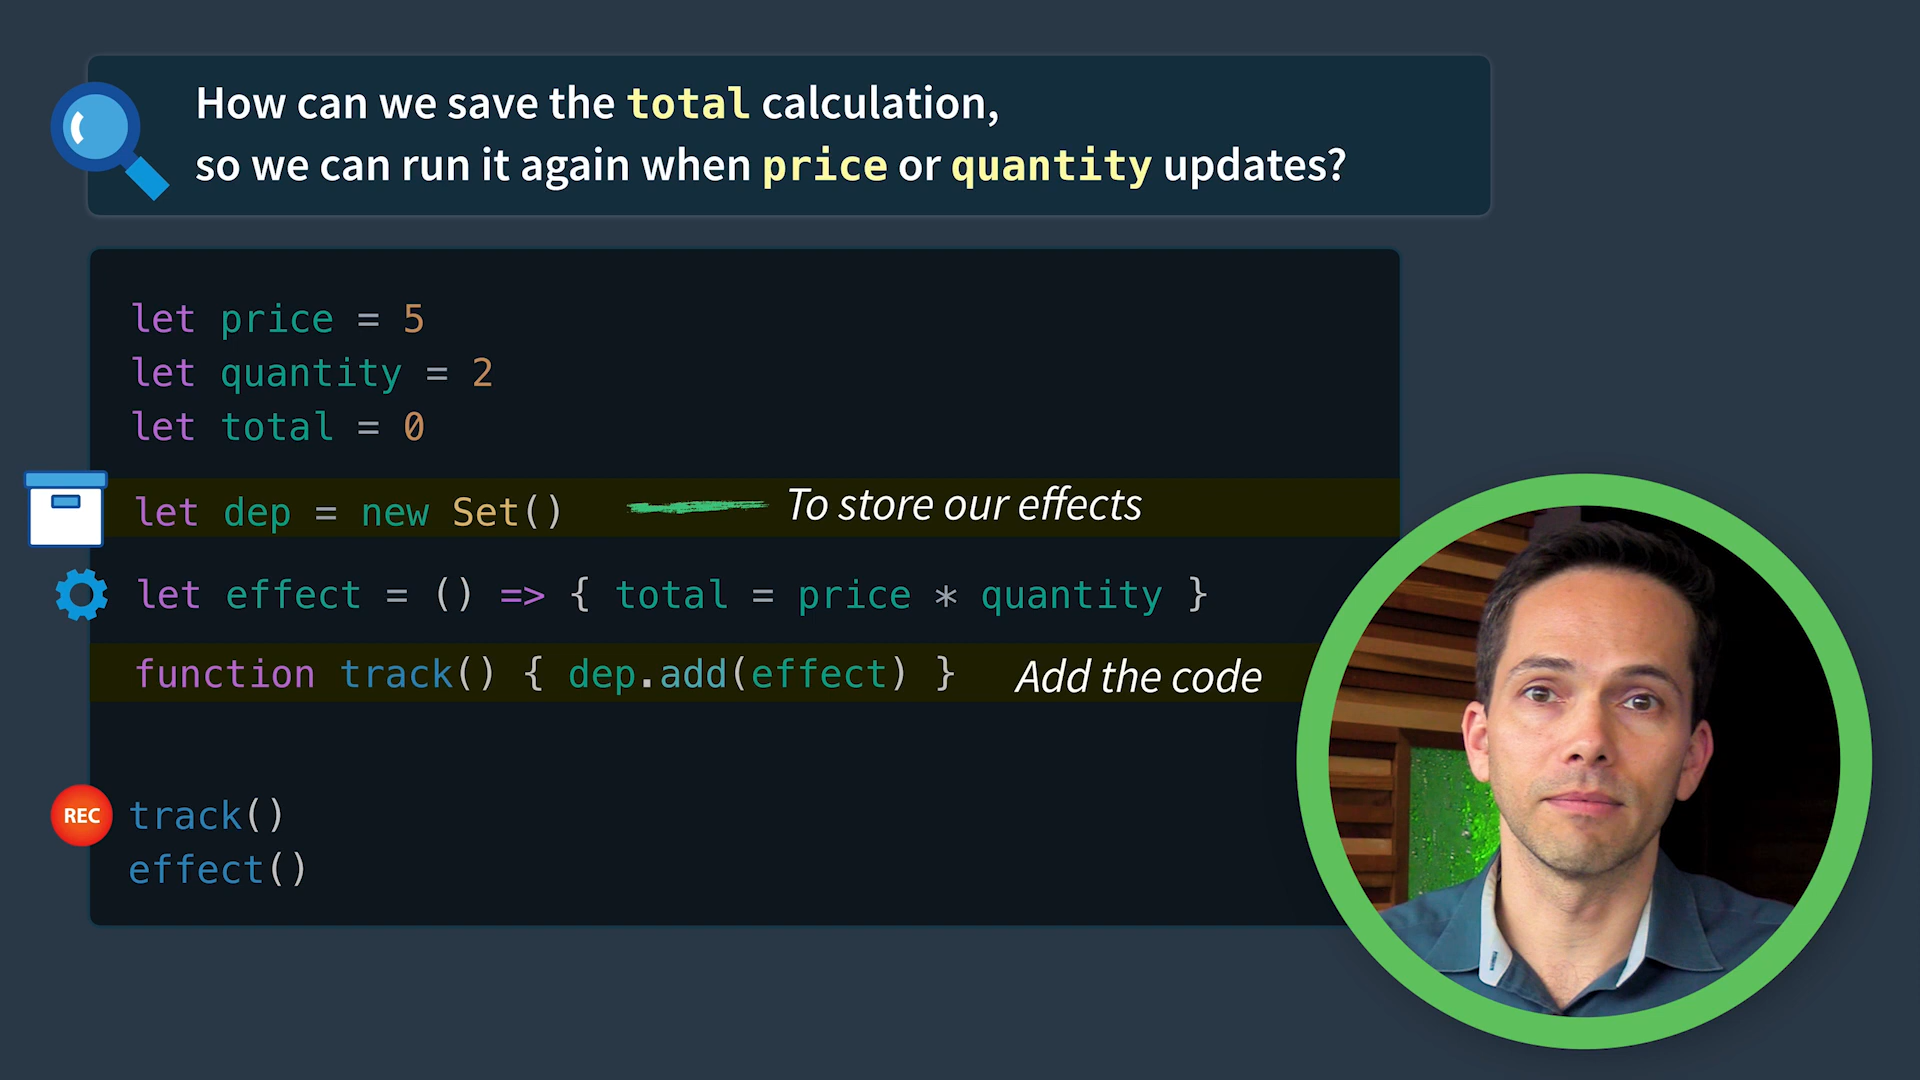 How can we save the total calculation,
so we can run it again when price or quantity updates?
let price = 5
let quantity = 2
let total = 0
let dep = new Set() To store our effects
let effect = () => { total = price * quantity }
function track() { dep.add(effect) } Add the code
REC track()
effect()